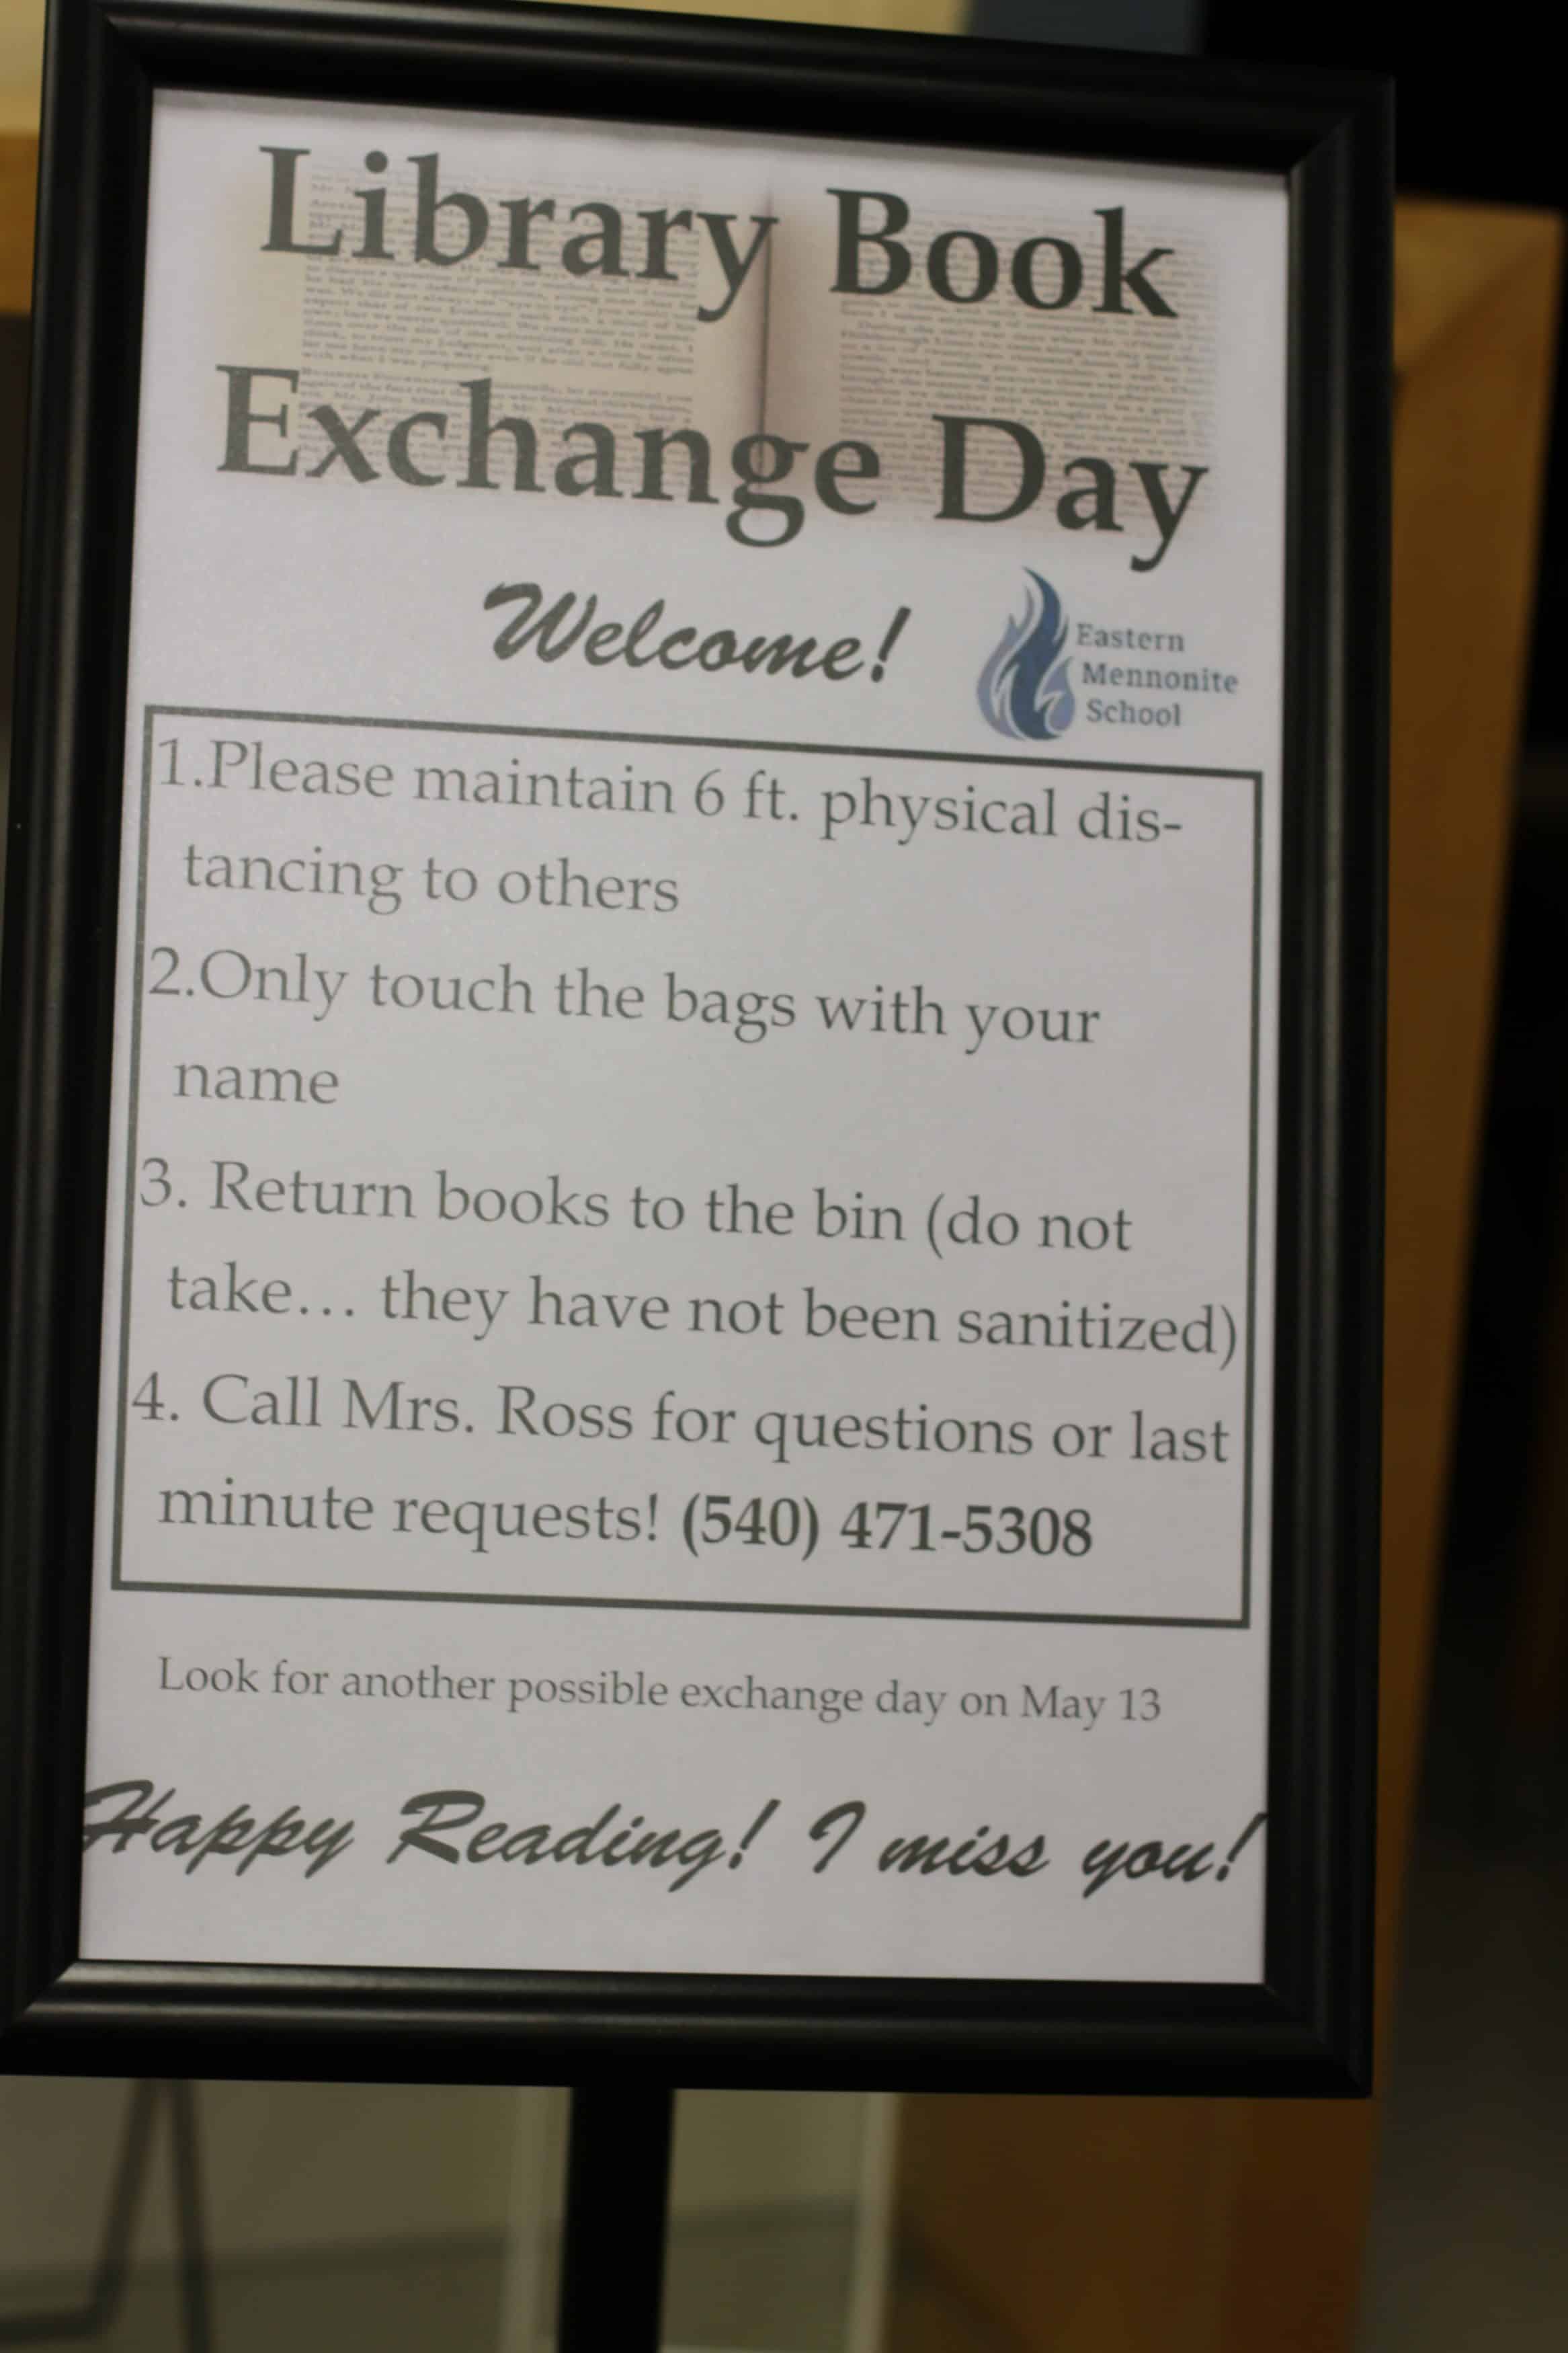 Library Book
Exchange Day
Welcome!
Eastern
Mennonite
School
1.Please maintain 6 ft. physical dis-
tancing to others
2.Only touch the bags with your
name
3. Return books to the bin (do not
take... they have not been sanitized)
4. Call Mrs. Ross for questions or last
minute requests! (540) 471-5308
Look for another possible exchange day on May 13
Happy Reading! I miss you!